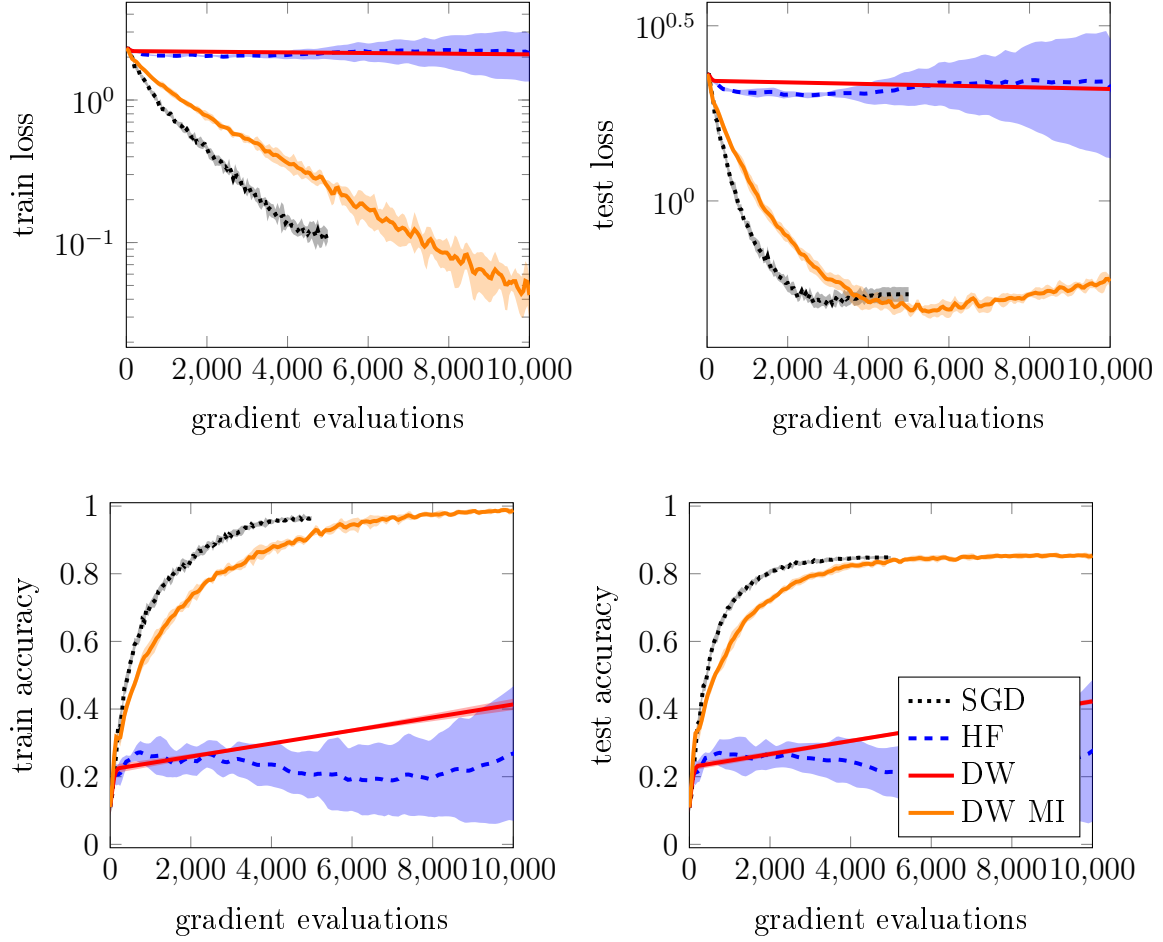 train loss
10^0
10^−1
0 2,000 4,000 6,000 8,000 10,000
gradient evaluations
test loss
10^0.5
10^0
0 2,000 4,000 6,000 8,000 10,000
gradient evaluations
train accuracy
1
0.8
0.6
0.4
0.2
0
0 2,000 4,000 6,000 8,000 10,000
gradient evaluations
test accuracy
1
0.8
0.6
0.4
0.2
0
0 2,000 4,000 6,000 8,000 10,000
gradient evaluations
SGD
HF
DW
DW MI